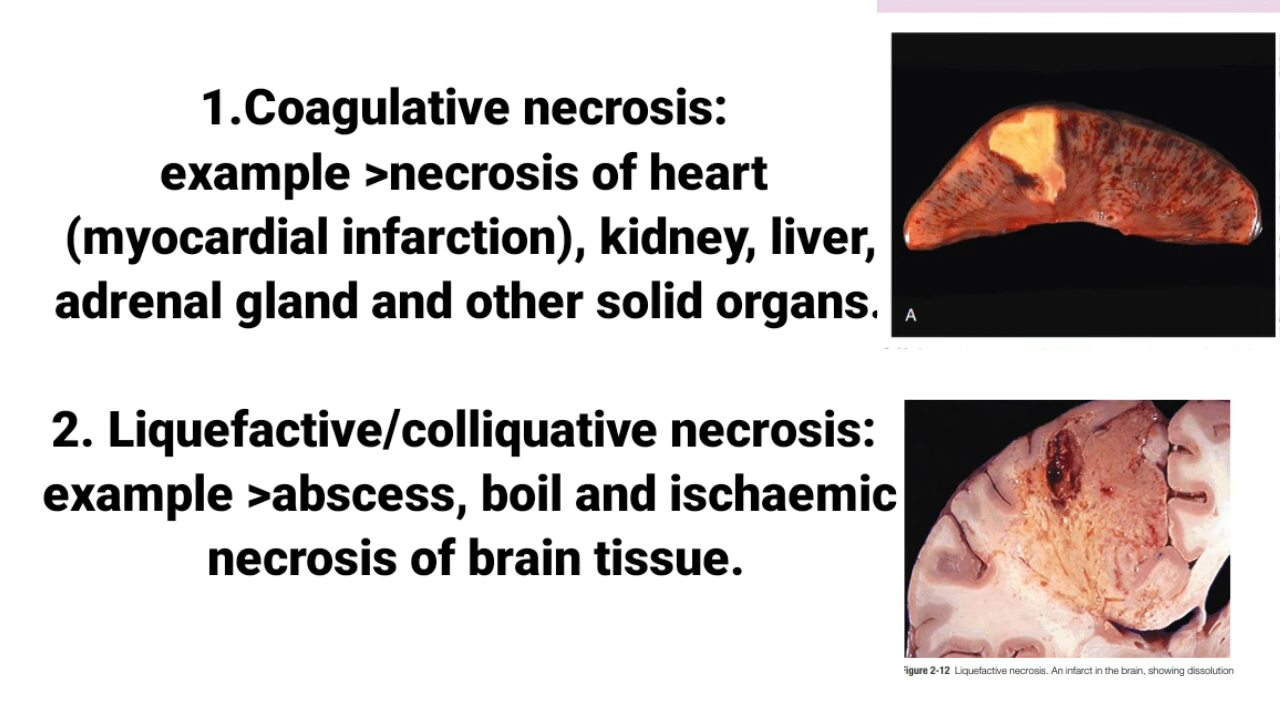 1.Coagulative necrosis:
example >necrosis of heart
(myocardial infarction), kidney, liver,
adrenal gland and other solid organs.
A
2. Liquefactive/colliquative necrosis:
example >abscess, boil and ischaemic
necrosis of brain tissue.
Figure 2-12 Liquefactive necrosis. An infarct in the brain, showing dissolution